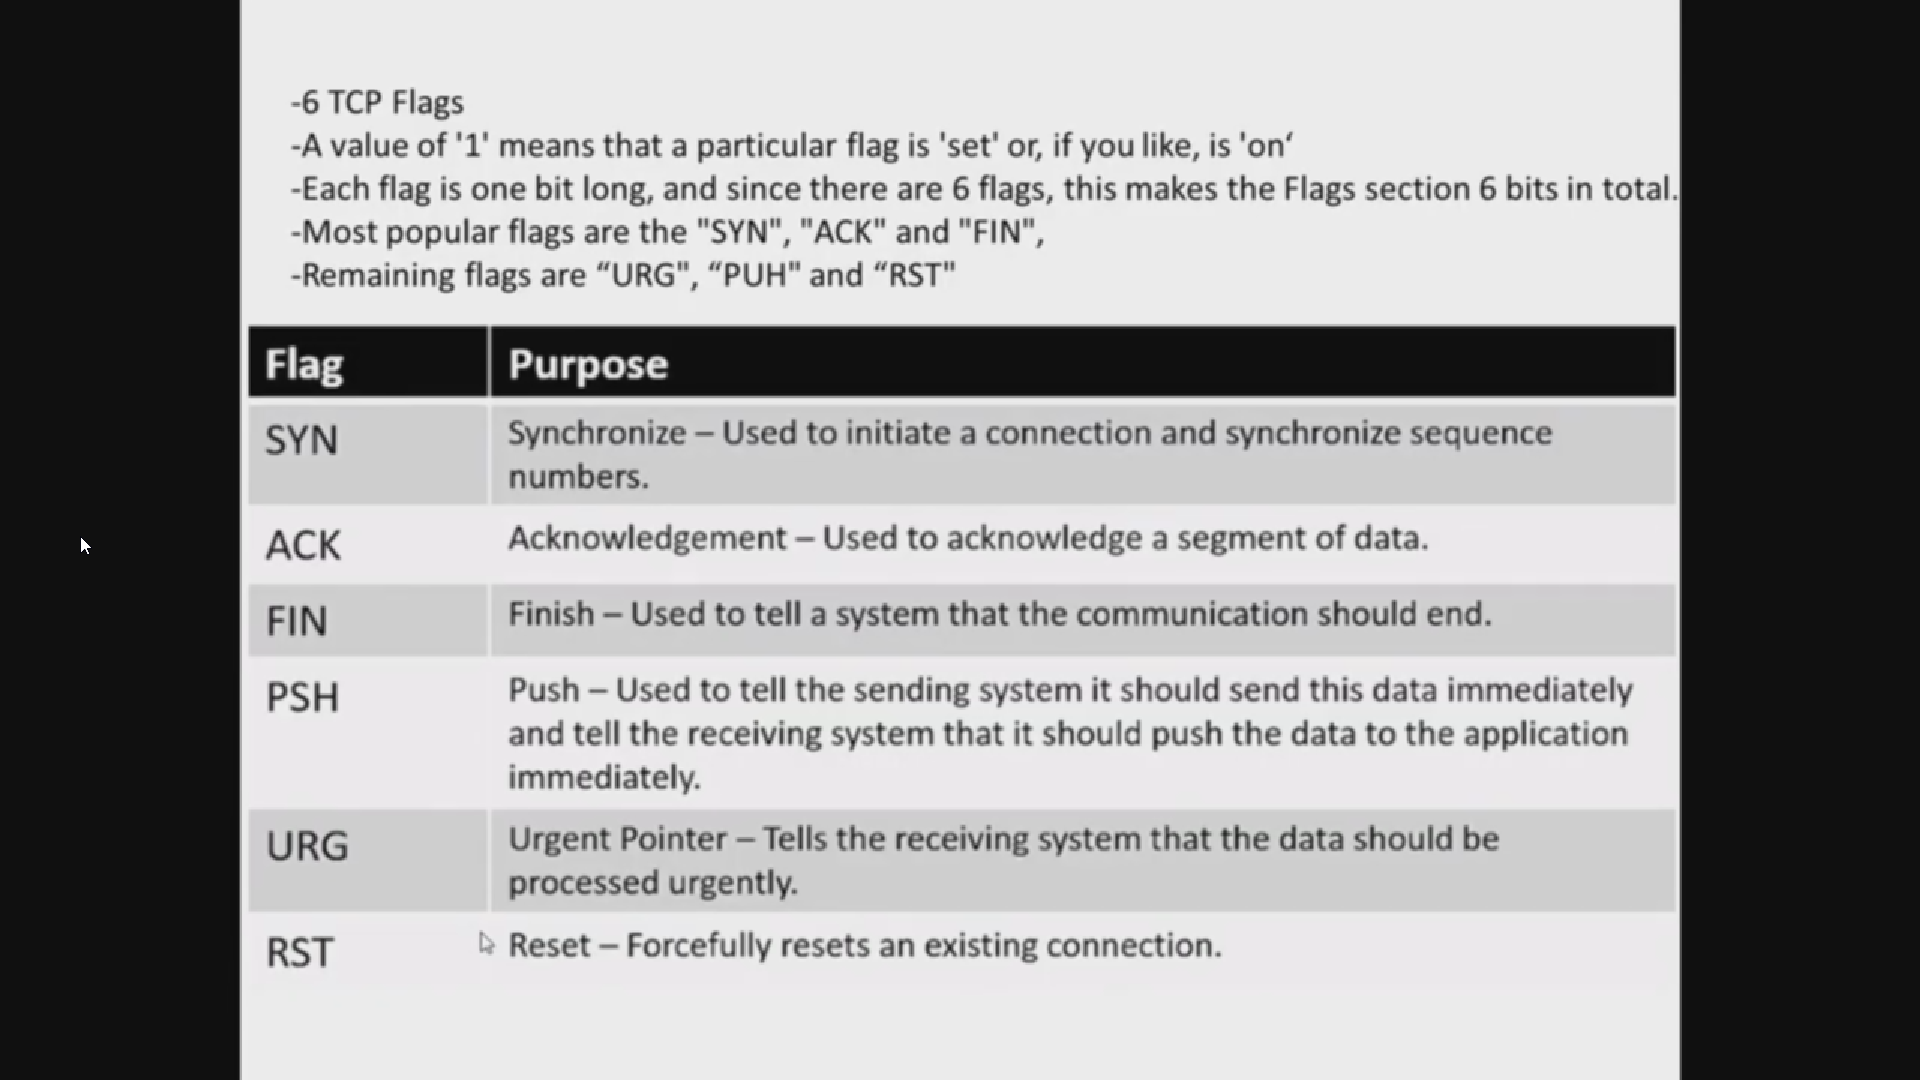 -6 TCP Flags
-A value of '1' means that a particular flag is 'set' or, if you like, is 'on‘
-Each flag is one bit long, and since there are 6 flags, this makes the Flags section 6 bits in total.
-Most popular flags are the "SYN", "ACK" and "FIN",
-Remaining flags are “URG", “PUH" and “RST"
Flag Purpose
SYN Synchronize – Used to initiate a connection and synchronize sequence
numbers.
ACK Acknowledgement – Used to acknowledge a segment of data.
FIN Finish – Used to tell a system that the communication should end.
PSH Push – Used to tell the sending system it should send this data immediately
and tell the receiving system that it should push the data to the application
immediately.
URG Urgent Pointer – Tells the receiving system that the data should be
processed urgently.
RST Reset – Forcefully resets an existing connection.